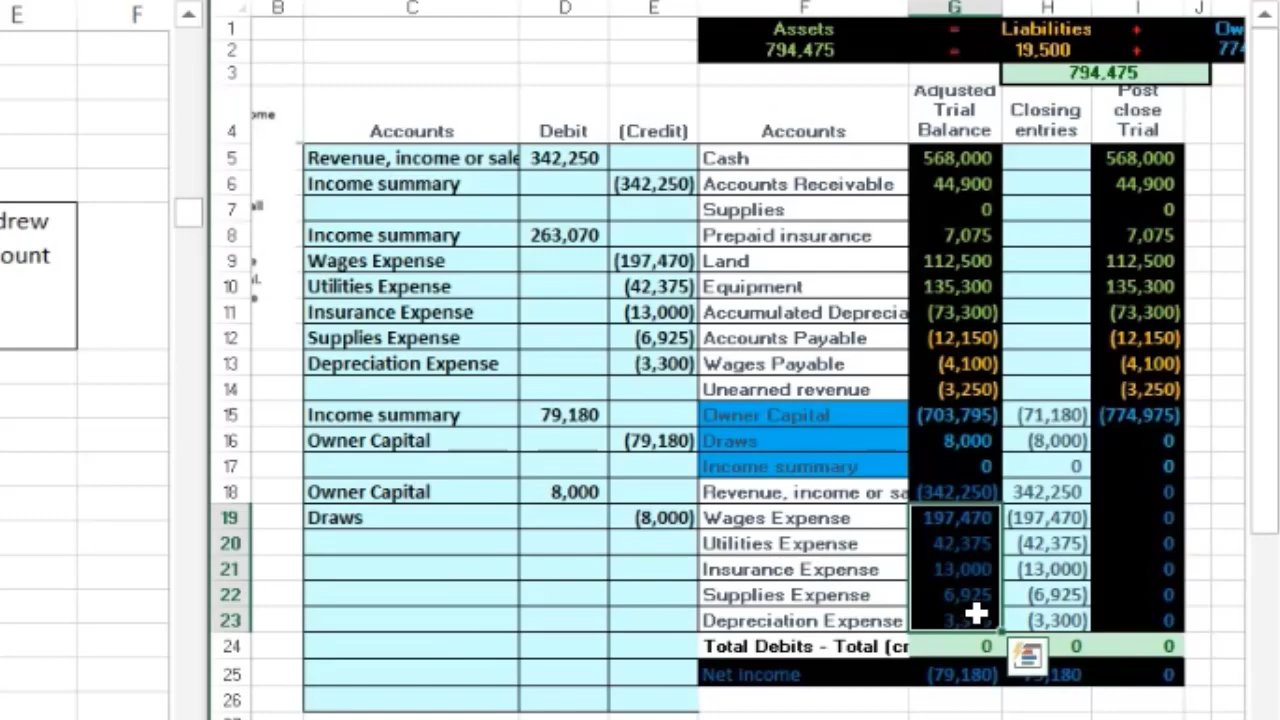 E F B C D E F G H I J
1 Assets = Liabilities + Ow
2 794,475 = 19,500 + 774
3 794,475
ome
4 Accounts Debit (Credit) Accounts Adjusted Trial Balance Closing entries Post close Trial
5 Revenue, income or sale 342,250 Cash 568,000 568,000
6 Income summary (342,250) Accounts Receivable 44,900 44,900
7 Supplies 0 0
drew
8 Income summary 263,070 Prepaid insurance 7,075 7,075
ount
9 Wages Expense (197,470) Land 112,500 112,500
10 Utilities Expense (42,375) Equipment 135,300 135,300
11 Insurance Expense (13,000) Accumulated Deprecia (73,300) (73,300)
12 Supplies Expense (6,925) Accounts Payable (12,150) (12,150)
13 Depreciation Expense (3,300) Wages Payable (4,100) (4,100)
14 Unearned revenue (3,250) (3,250)
15 Income summary 79,180 Owner Capital (703,795) (71,180) (774,975)
16 Owner Capital (79,180) Draws 8,000 (8,000) 0
17 Income summary 0 0 0
18 Owner Capital 8,000 Revenue, income or sa (342,250) 342,250 0
19 Draws (8,000) Wages Expense 197,470 (197,470) 0
20 Utilities Expense 42,375 (42,375) 0
21 Insurance Expense 13,000 (13,000) 0
22 Supplies Expense 6,925 (6,925) 0
23 Depreciation Expense (3,300) 0
24 Total Debits - Total (cr 0 0 0
25 Net Income (79,180) 180 0
26